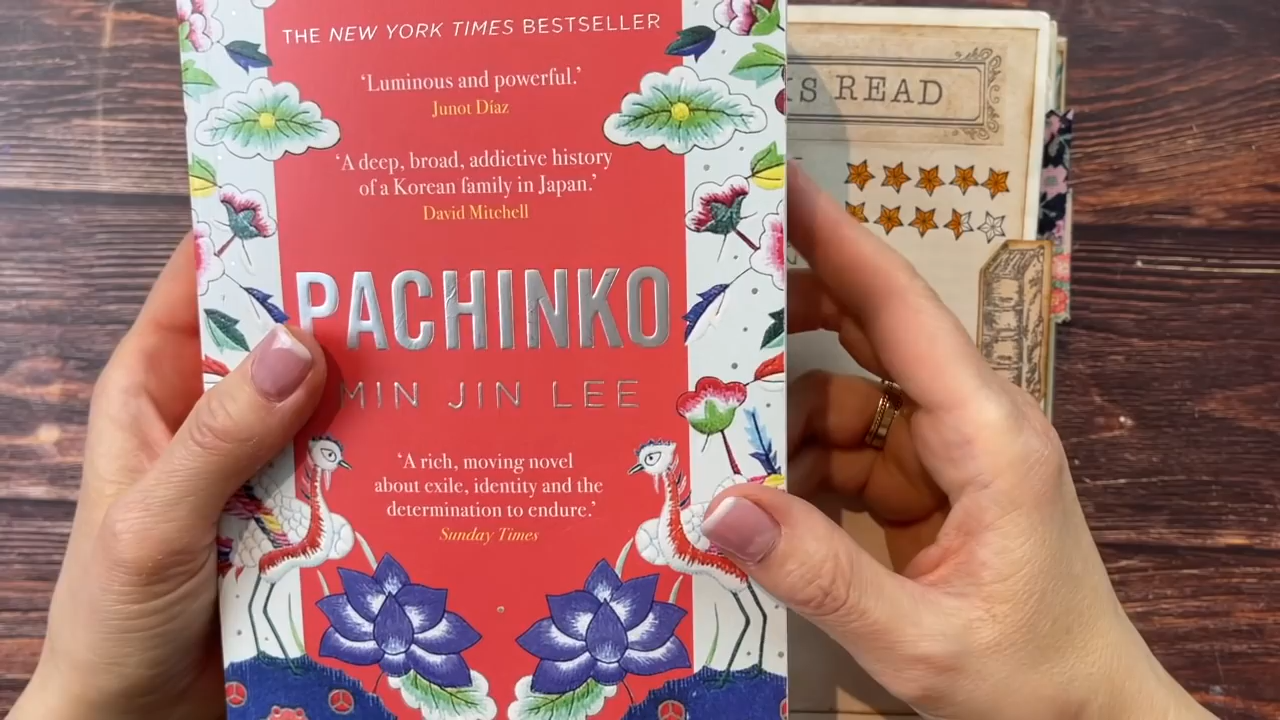 THE NEW YORK TIMES BESTSELLER
‘Luminous and powerful.’
Junot Díaz
‘A deep, broad, addictive history
of a Korean family in Japan.’
David Mitchell
PACHINKO
MIN JIN LEE
‘A rich, moving novel
about exile, identity and the
determination to endure.’
Sunday Times
READ